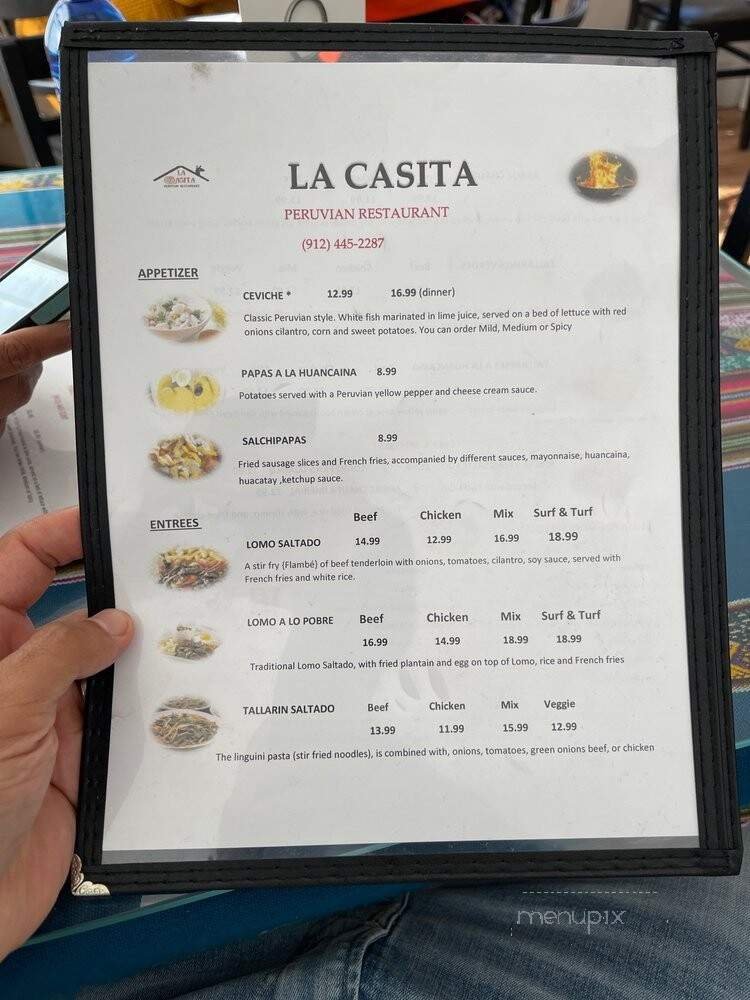 LA
CASITA
PERUVIAN RESTAURANT
LA CASITA
PERUVIAN RESTAURANT
(912) 445-2287
APPETIZER
CEVICHE * 12.99 16.99 (dinner)
Classic Peruvian style. White fish marinated in lime juice, served on a bed of lettuce with red
onions cilantro, corn and sweet potatoes. You can order Mild, Medium or Spicy
PAPAS A LA HUANCAINA 8.99
Potatoes served with a Peruvian yellow pepper and cheese cream sauce.
SALCHIPAPAS 8.99
Fried sausage slices and French fries, accompanied by different sauces, mayonnaise, huancaina,
huacatay ,ketchup sauce.
ENTREES
Beef Chicken Mix Surf & Turf
LOMO SALTADO 14.99 12.99 16.99 18.99
A stir fry {Flambé} of beef tenderloin with onions, tomatoes, cilantro, soy sauce, served with
French fries and white rice.
LOMO A LO POBRE Beef Chicken Mix Surf & Turf
16.99 14.99 18.99 18.99
Traditional Lomo Saltado, with fried plantain and egg on top of Lomo, rice and French fries
TALLARIN SALTADO Beef Chicken Mix Veggie
13.99 11.99 15.99 12.99
The linguini pasta (stir fried noodles), is combined with, onions, tomatoes, green onions beef, or chicken
menupix